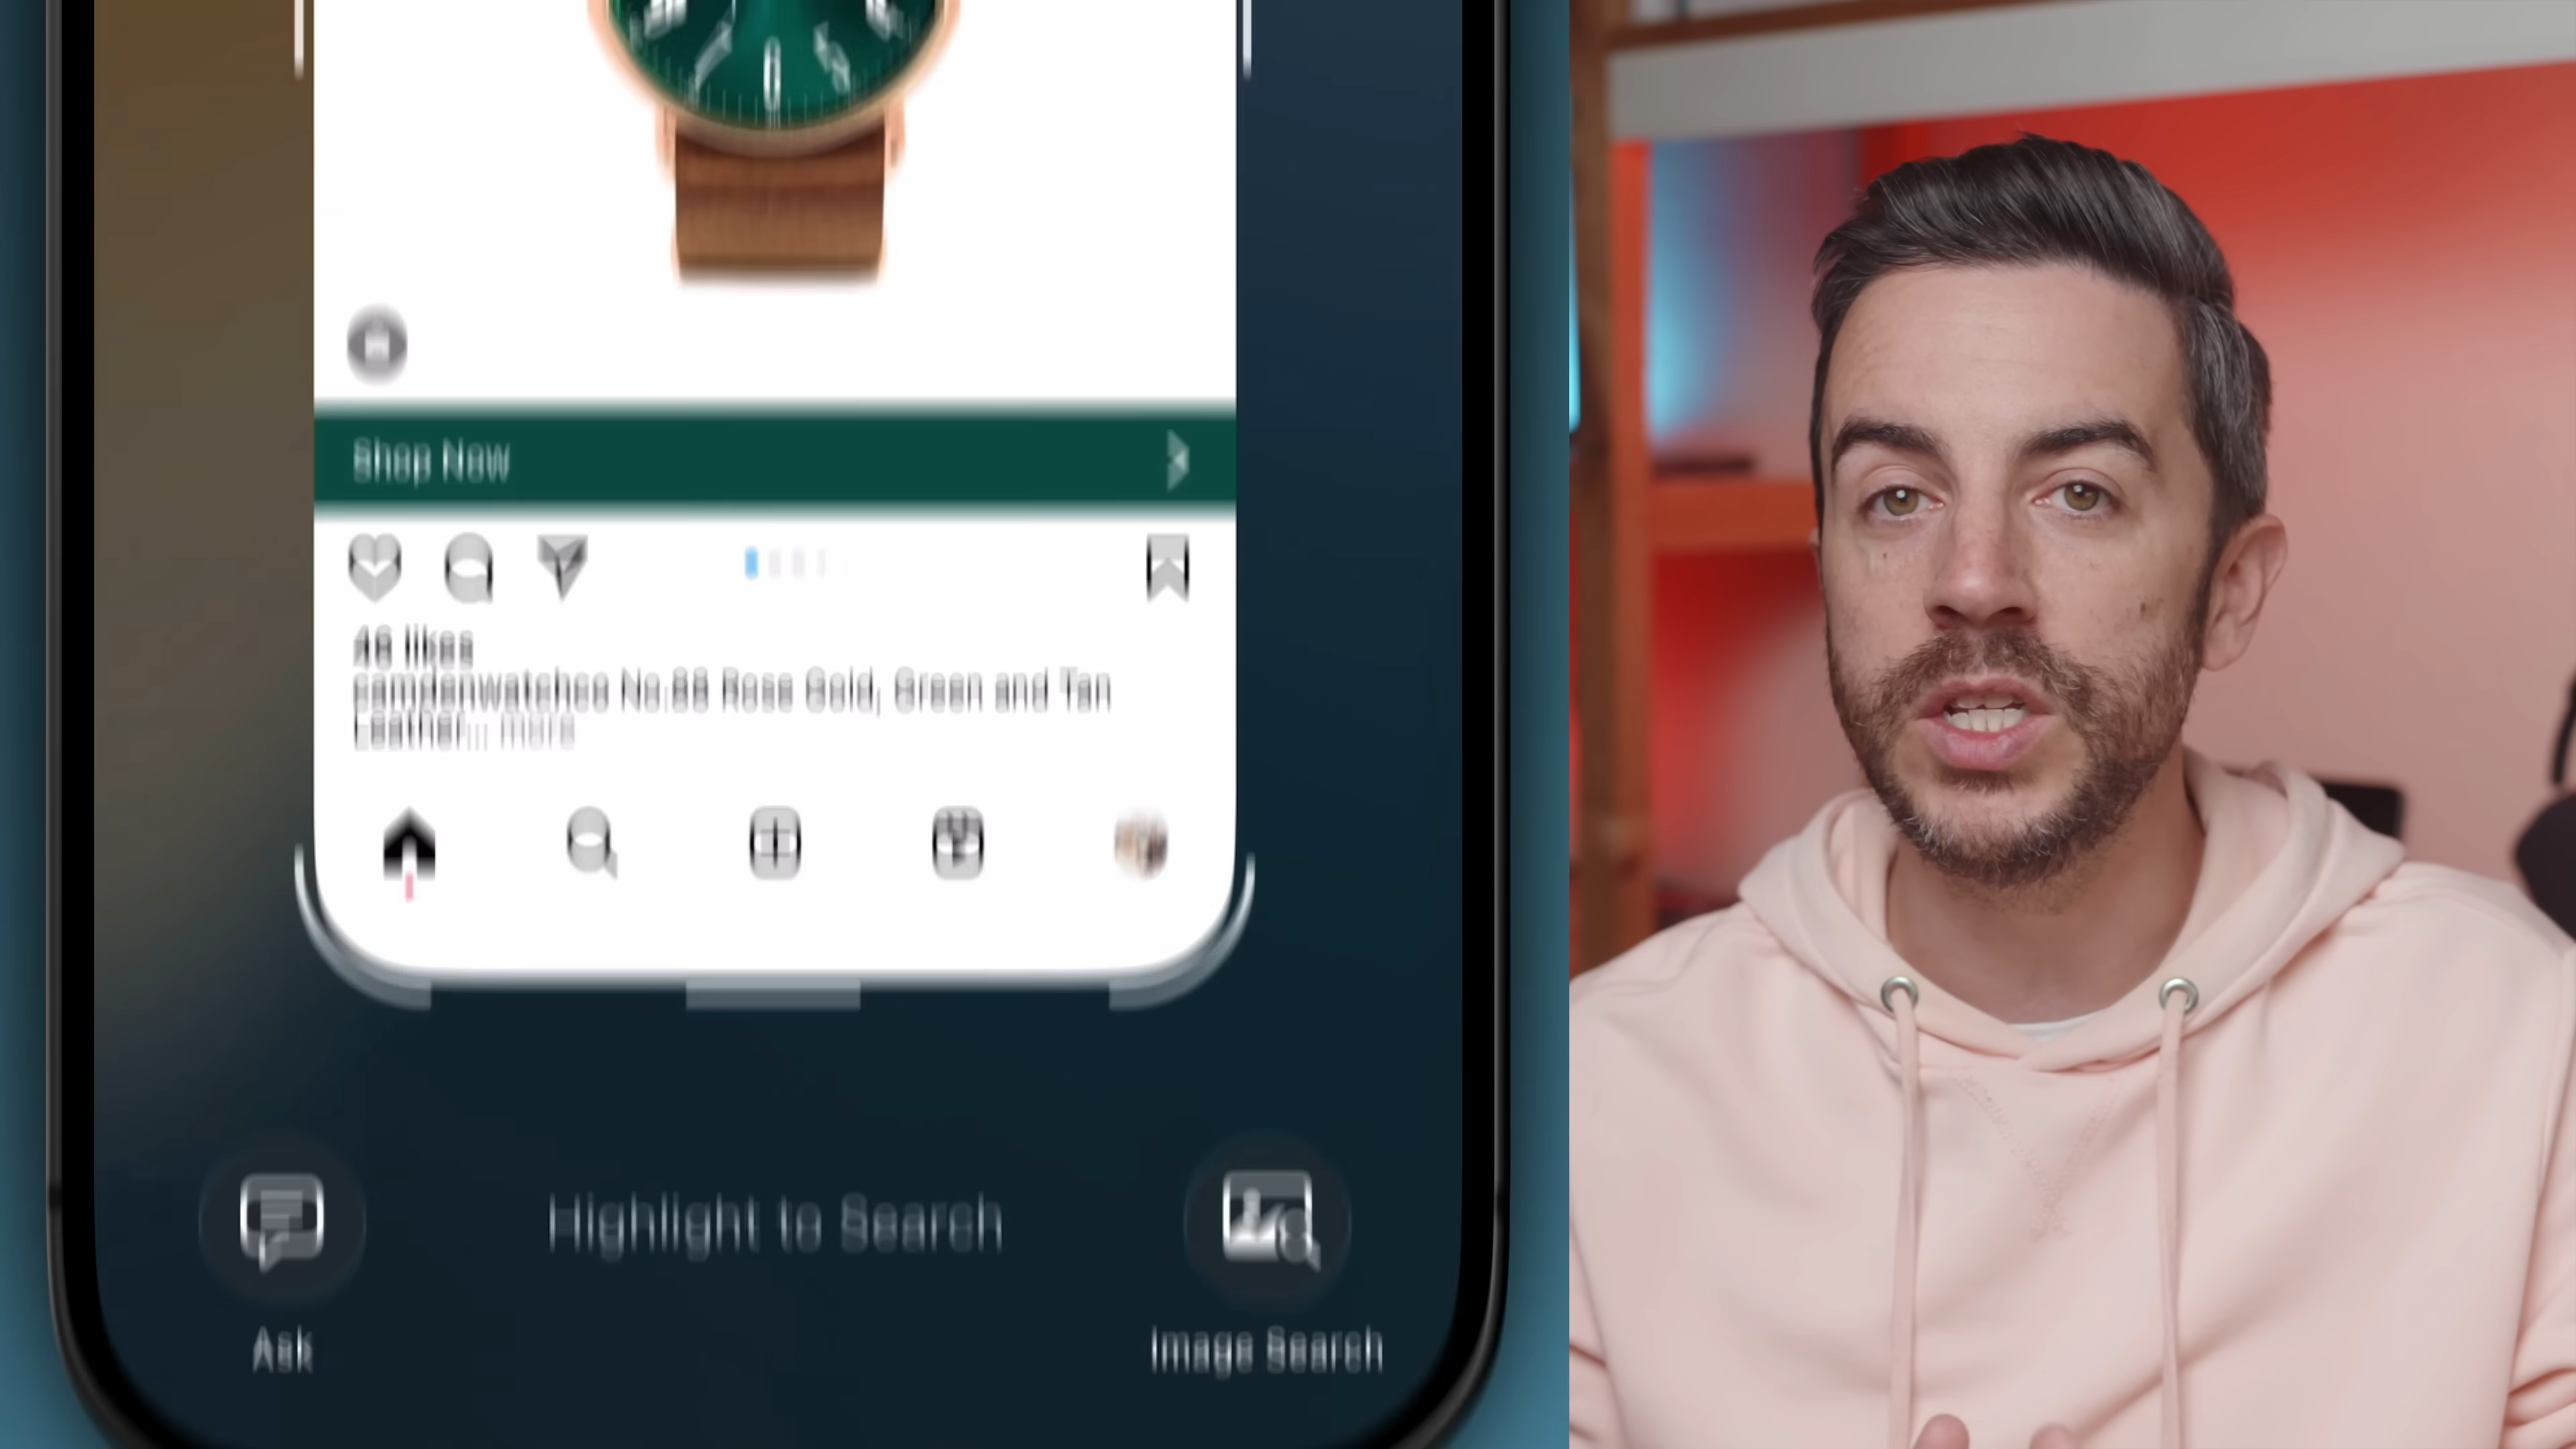 Shop Now
46 likes
camdenwatchco No.88 Rose Gold, Green and Tan
Leather... more
Highlight to Search
Ask
Image Search